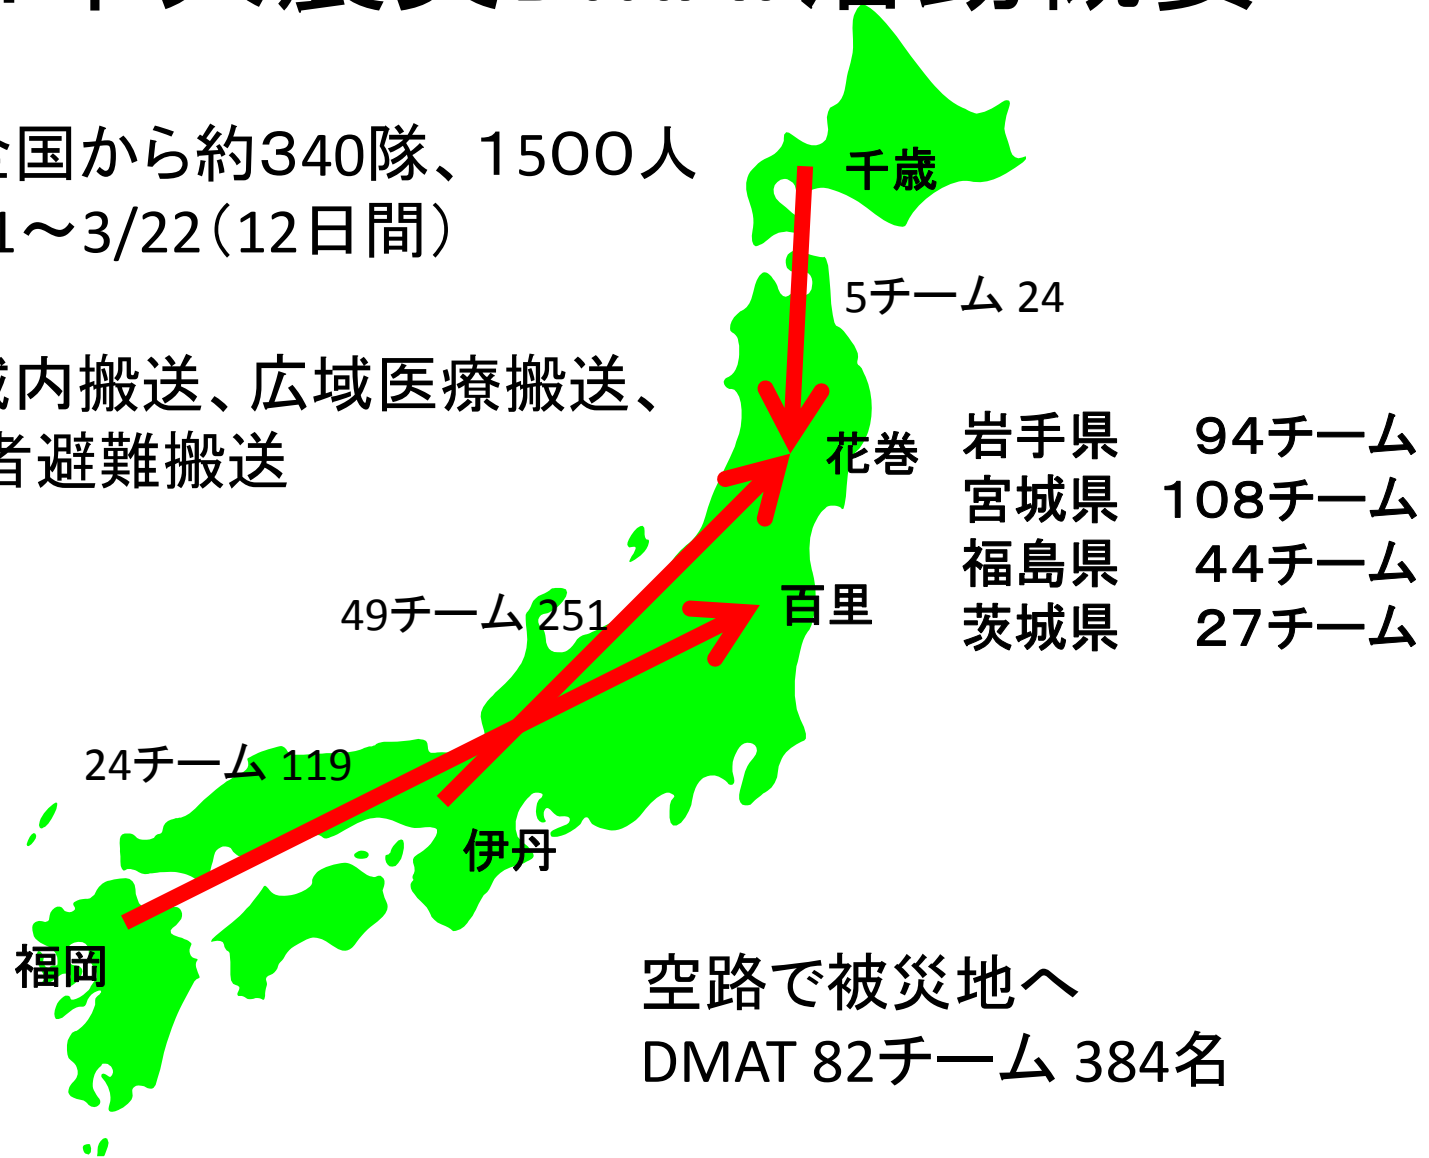 全国から約３40隊、１５００人
1～3/22（12日間）
域内搬送、広域医療搬送、
者避難搬送
千歳
5チーム 24
花巻
岩手県 ９４チーム
宮城県 １０８チーム
福島県 ４４チーム
茨城県 ２７チーム
百里
49チーム 251
24チーム 119
伊丹
福岡
空路で被災地へ
DMAT 82チーム 384名